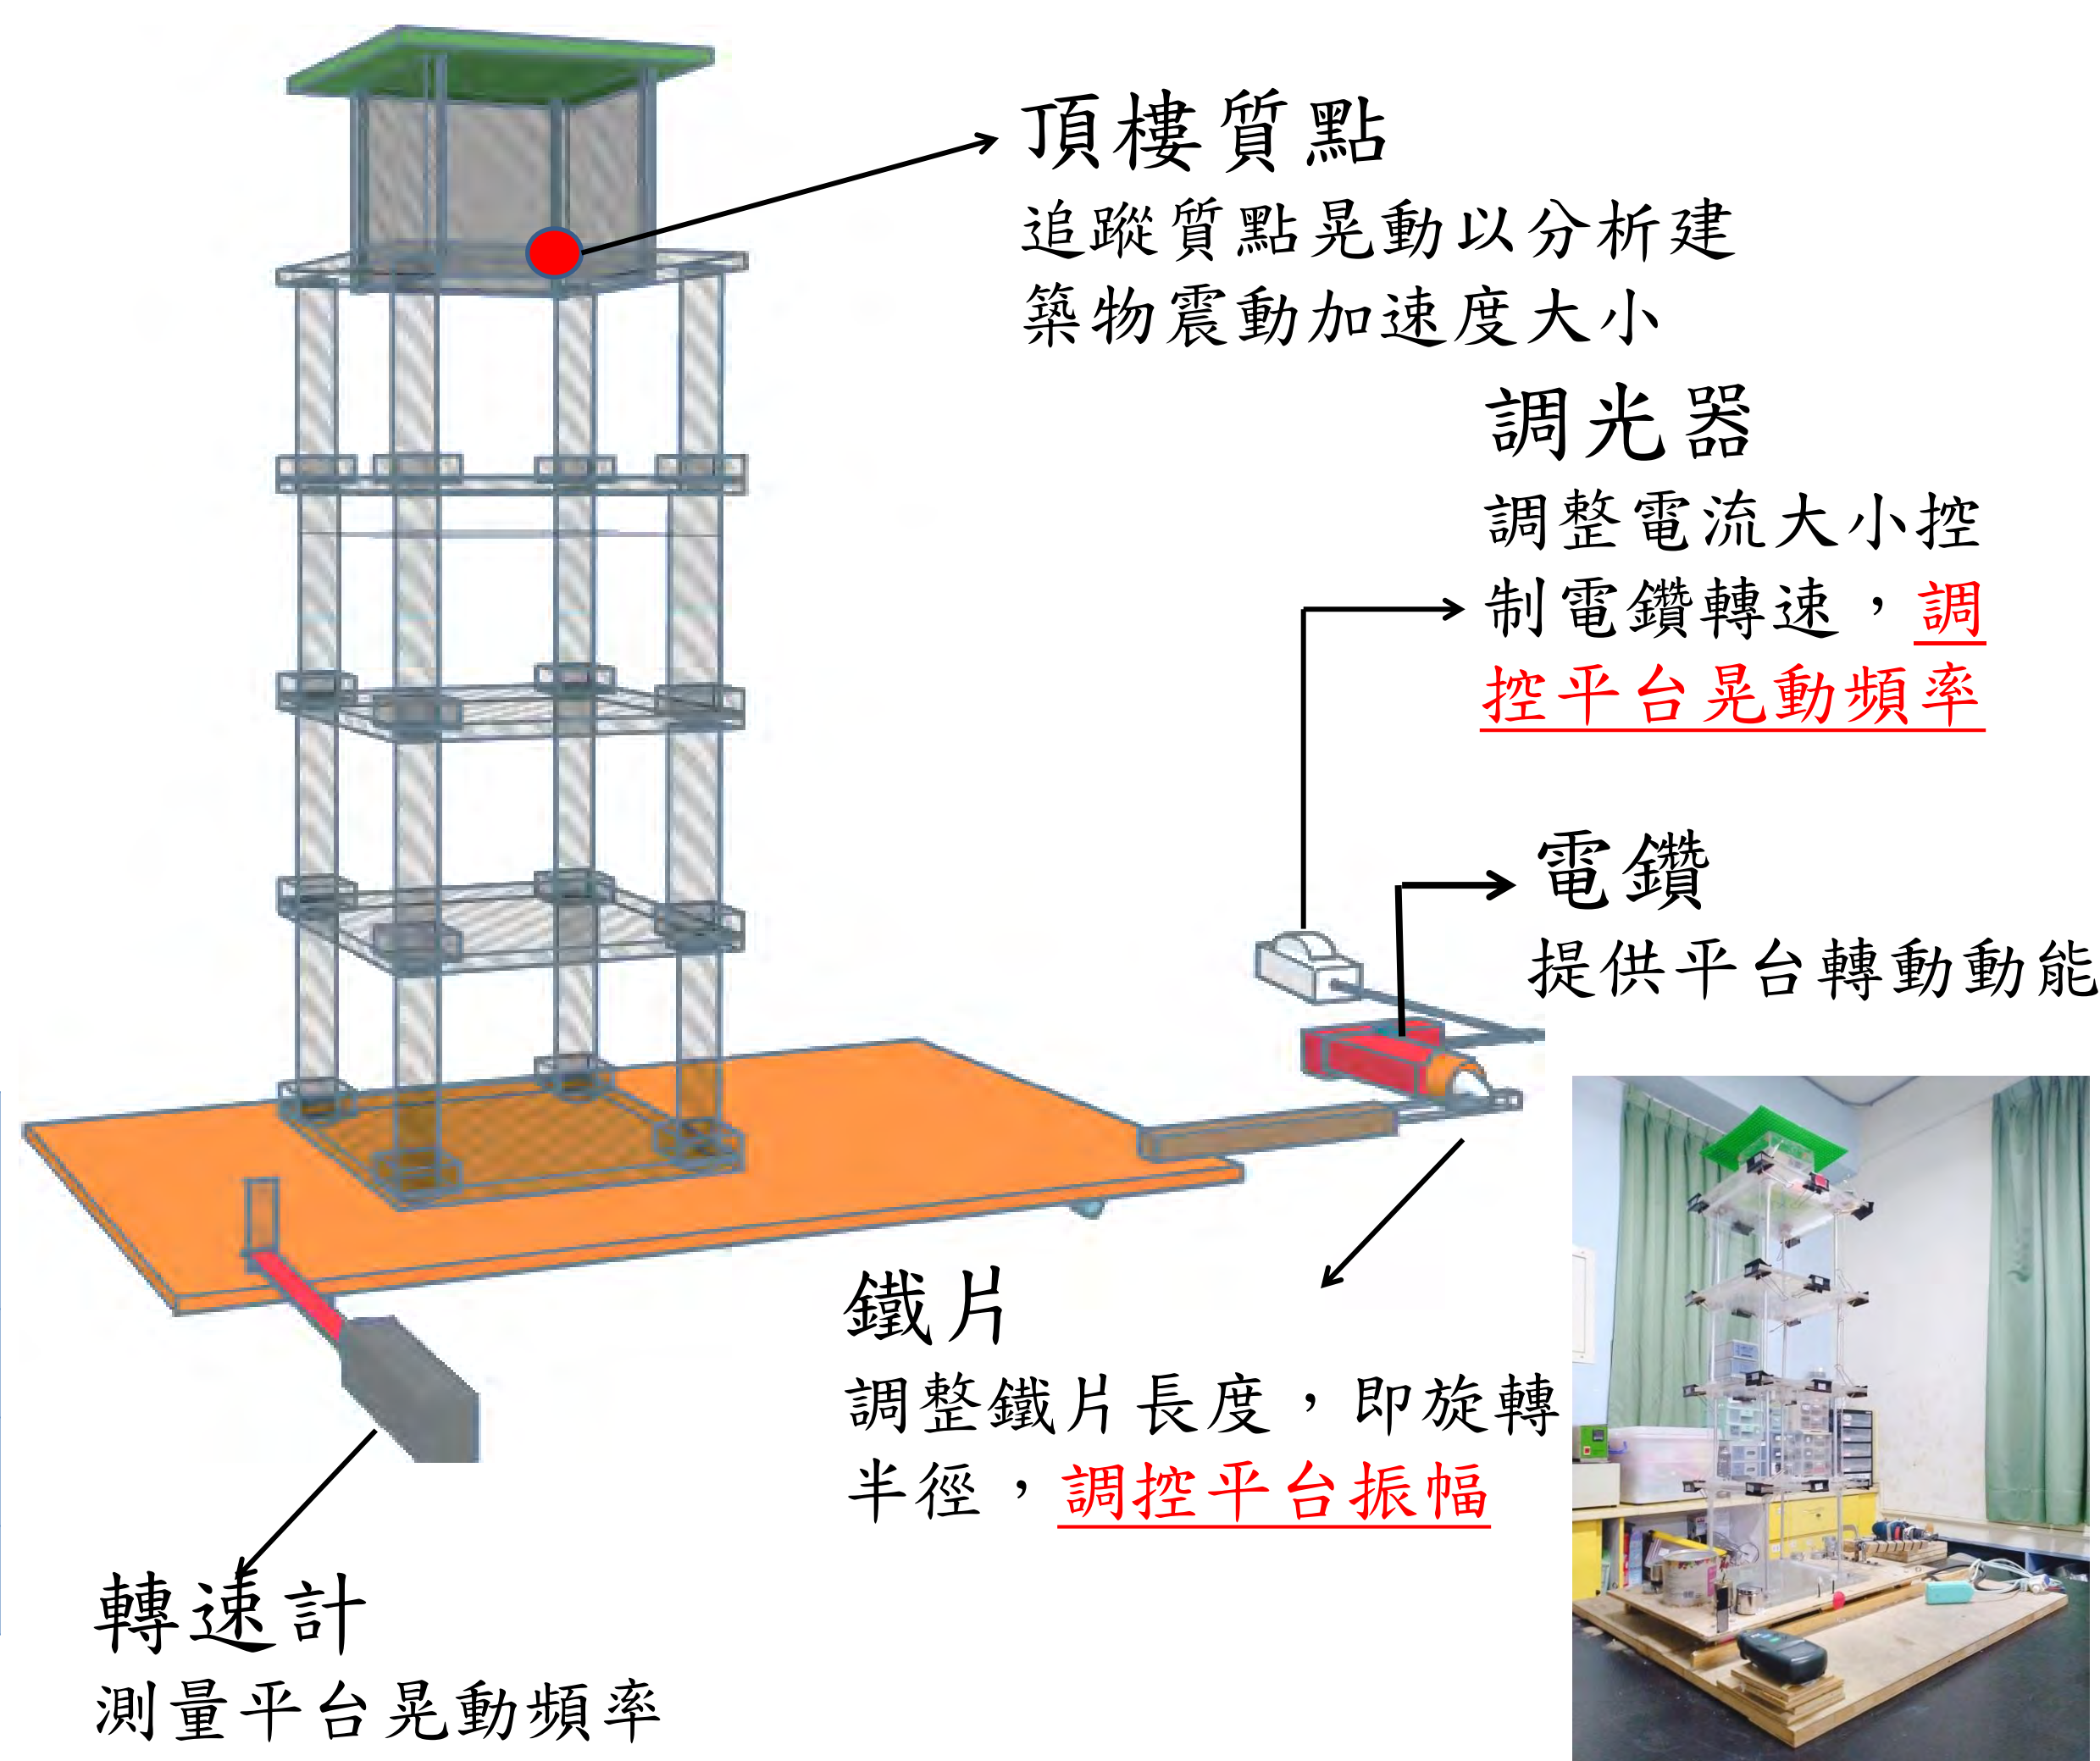 頂樓質點
追蹤質點晃動以分析建
築物震動加速度大小
調光器
調整電流大小控
制電鑽轉速，調
控平台晃動頻率
電鑽
提供平台轉動動能
鐵片
調整鐵片長度，即旋轉
半徑，調控平台振幅
轉速計
測量平台晃動頻率